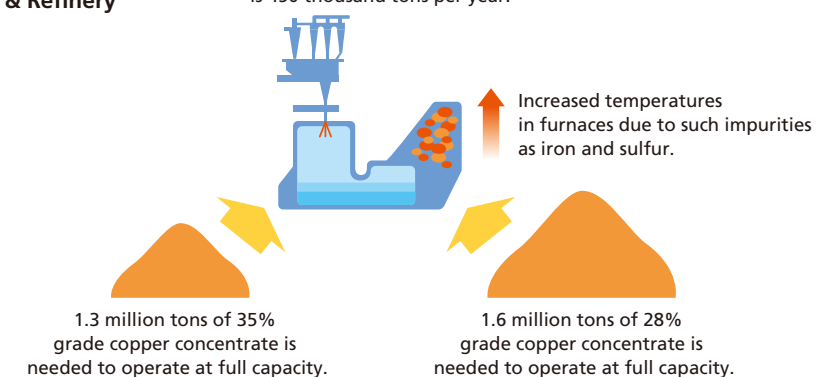 & Refinery
is 450 thousand tons per year.
Increased temperatures
in furnaces due to such impurities
as iron and sulfur.
1.3 million tons of 35%
grade copper concentrate is
needed to operate at full capacity.
1.6 million tons of 28%
grade copper concentrate is
needed to operate at full capacity.